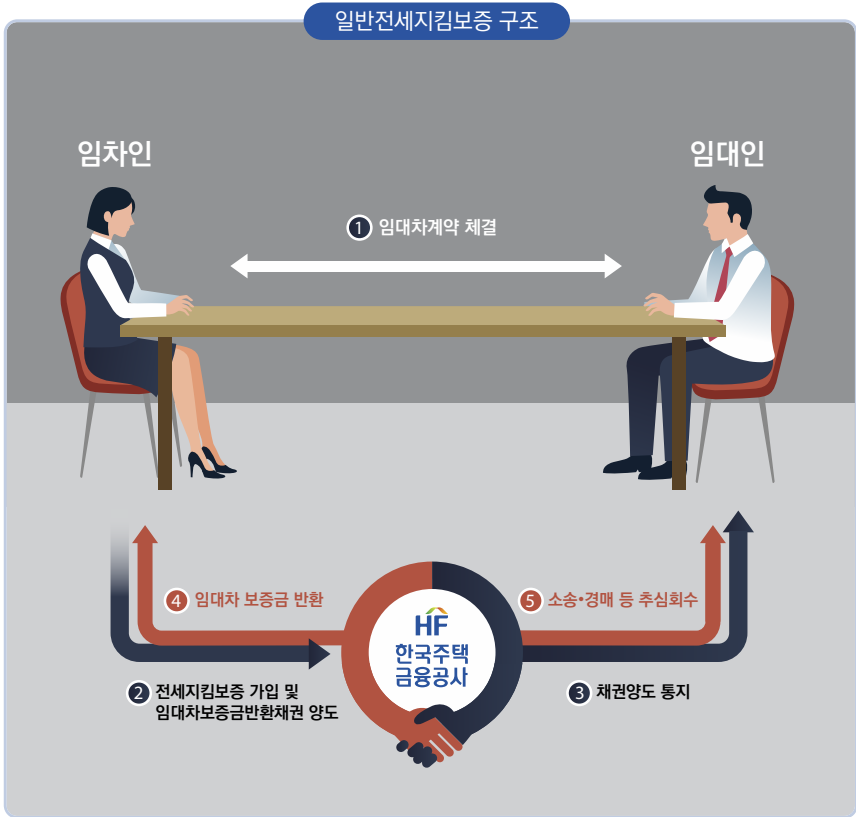 일반전세지킴보증 구조
임차인
임대인
1 임대차계약 체결
4 임대차 보증금 반환
5 소송•경매 등 추심회수
HF
한국주택
금융공사
2 전세지킴보증 가입 및
임대차보증금반환채권 양도
3 채권양도 통지